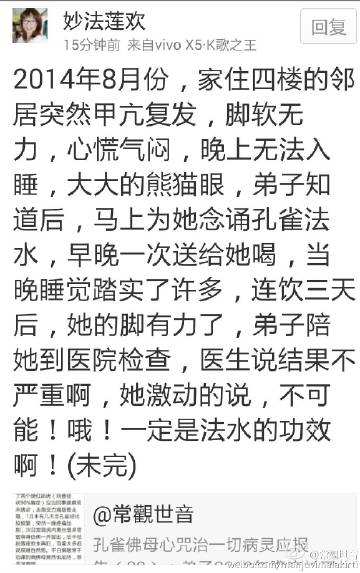 妙法莲欢
15分钟前 来自vivo X5·K歌之王
回复
2014年8月份，家住四楼的邻
居突然甲亢复发，脚软无
力，心慌气闷，晚上无法入
睡，大大的熊猫眼，弟子知
道后，马上为她念诵孔雀法
水，早晚一次送给她喝，当
晚睡觉踏实了许多，连饮三天
后，她的脚有力了，弟子陪
她到医院检查，医生说结果不
严重啊，她激动的说，不可
能！哦！一定是法水的功效
啊！(未完)
@常觀世音
孔雀佛母心咒治一切病灵应报